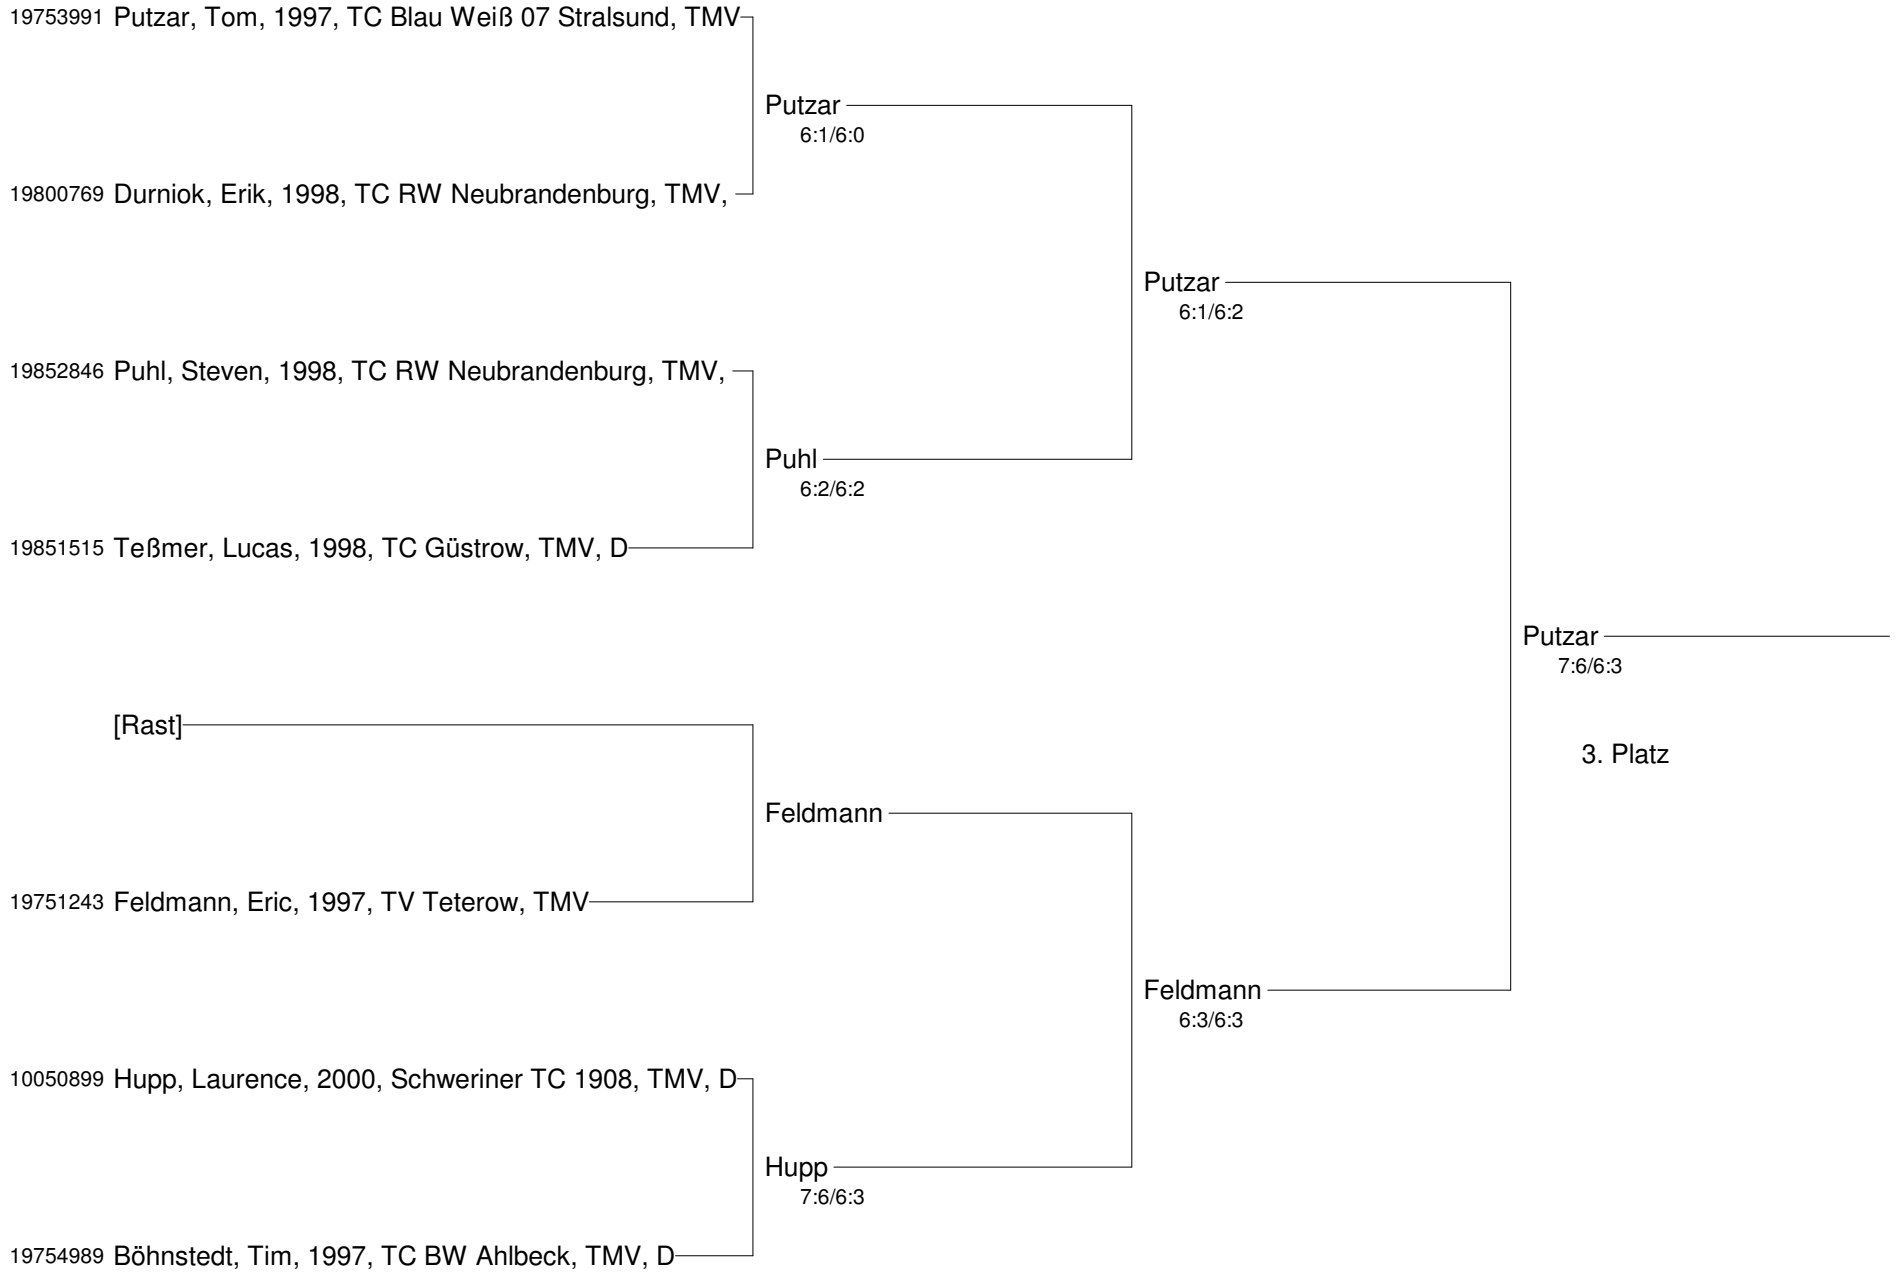 19753991 Putzar, Tom, 1997, TC Blau Weiß 07 Stralsund, TMV
Putzar
6:1/6:0
19800769 Durniok, Erik, 1998, TC RW Neubrandenburg, TMV,
Putzar
6:1/6:2
19852846 Puhl, Steven, 1998, TC RW Neubrandenburg, TMV,
Puhl
6:2/6:2
19851515 Teßmer, Lucas, 1998, TC Güstrow, TMV, D
Putzar
7:6/6:3
[Rast]
3. Platz
Feldmann
19751243 Feldmann, Eric, 1997, TV Teterow, TMV
Feldmann
6:3/6:3
10050899 Hupp, Laurence, 2000, Schweriner TC 1908, TMV, D
Hupp
7:6/6:3
19754989 Böhnstedt, Tim, 1997, TC BW Ahlbeck, TMV, D